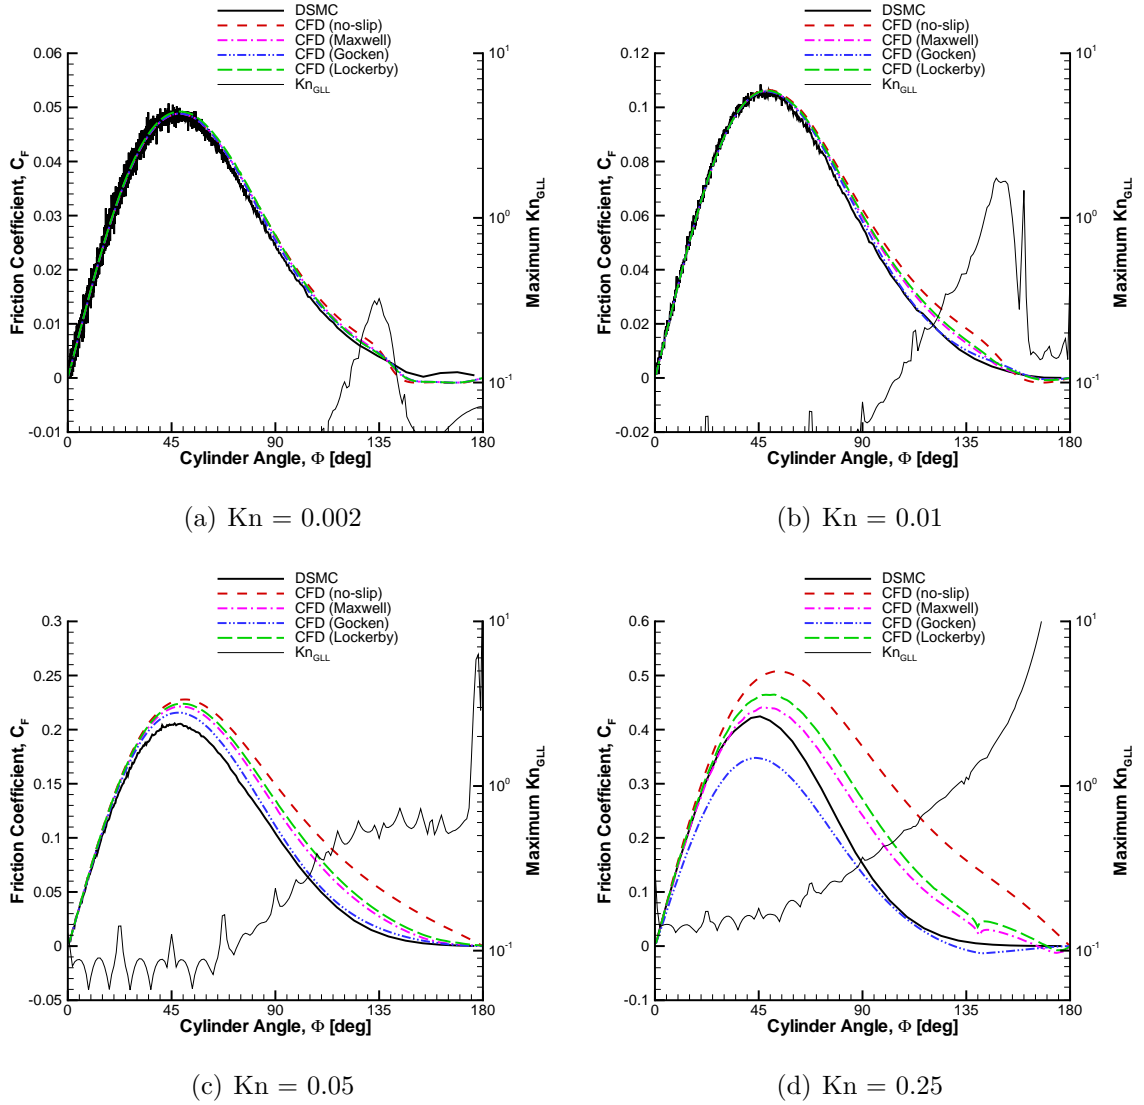 DSMC
CFD (no-slip)
CFD (Maxwell)
CFD (Gocken)
CFD (Lockerby)
Kn_GLL
Friction Coefficient, C_F
0.06
0.05
0.04
0.03
0.02
0.01
0
-0.01
0 45 90 135 180
Cylinder Angle, Φ [deg]
10^1
10^0
10^-1
Maximum Kn_GLL
(a) Kn = 0.002
DSMC
CFD (no-slip)
CFD (Maxwell)
CFD (Gocken)
CFD (Lockerby)
Kn_GLL
Friction Coefficient, C_F
0.12
0.1
0.08
0.06
0.04
0.02
0
-0.02
0 45 90 135 180
Cylinder Angle, Φ [deg]
10^1
10^0
10^-1
Maximum Kn_GLL
(b) Kn = 0.01
DSMC
CFD (no-slip)
CFD (Maxwell)
CFD (Gocken)
CFD (Lockerby)
Kn_GLL
Friction Coefficient, C_F
0.3
0.25
0.2
0.15
0.1
0.05
0
-0.05
0 45 90 135 180
Cylinder Angle, Φ [deg]
10^1
10^0
10^-1
Maximum Kn_GLL
(c) Kn = 0.05
DSMC
CFD (no-slip)
CFD (Maxwell)
CFD (Gocken)
CFD (Lockerby)
Kn_GLL
Friction Coefficient, C_F
0.6
0.5
0.4
0.3
0.2
0.1
0
-0.1
0 45 90 135 180
Cylinder Angle, Φ [deg]
10^1
10^0
10^-1
Maximum Kn_GLL
(d) Kn = 0.25